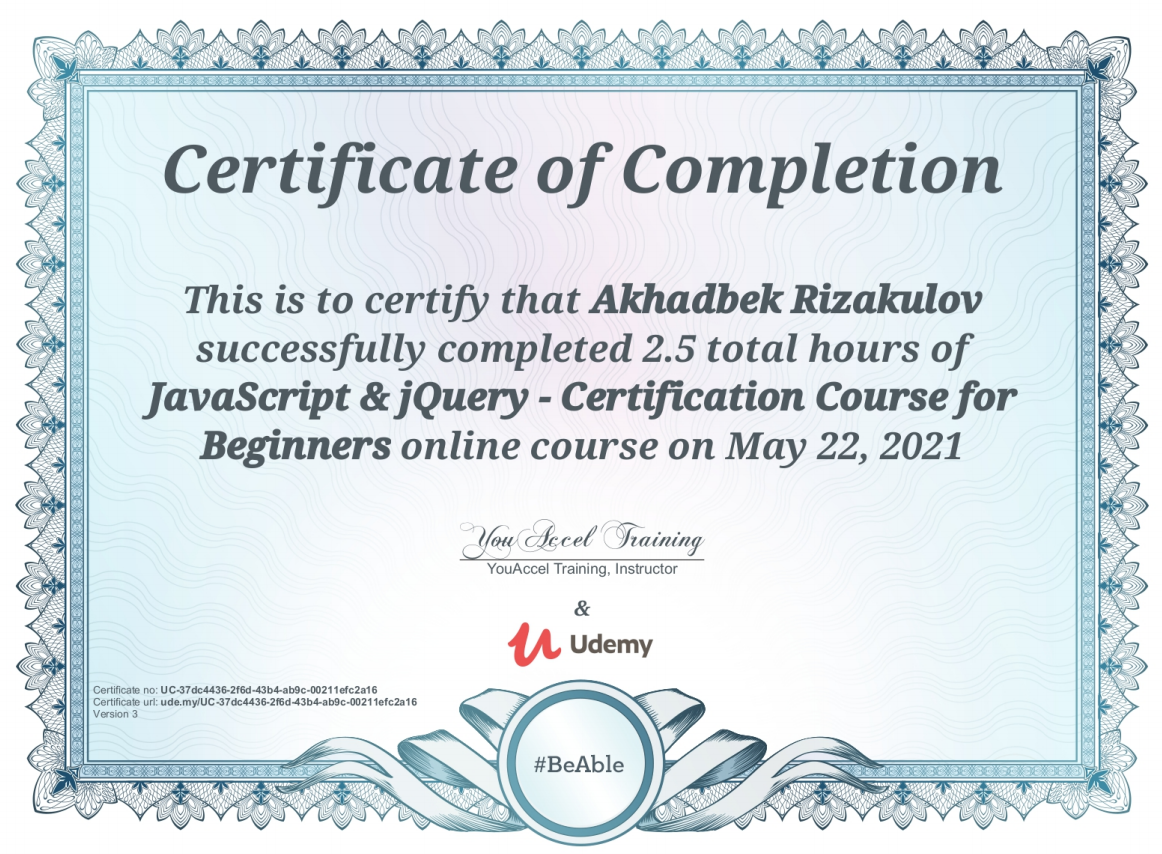 Certificate of Completion
This is to certify that Akhadbek Rizakulov
successfully completed 2.5 total hours of
JavaScript & jQuery - Certification Course for
Beginners online course on May 22, 2021
YouAccel Training
YouAccel Training, Instructor
&
Udemy
Certificate no: UC-37dc4436-2f6d-43b4-ab9c-00211efc2a16
Certificate url: ude.my/UC-37dc4436-2f6d-43b4-ab9c-00211efc2a16
Version 3
#BeAble